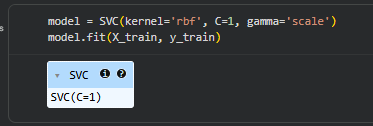 model = SVC(kernel='rbf', C=1, gamma='scale')
model.fit(X_train, y_train)
▾ SVC i ?
SVC(C=1)